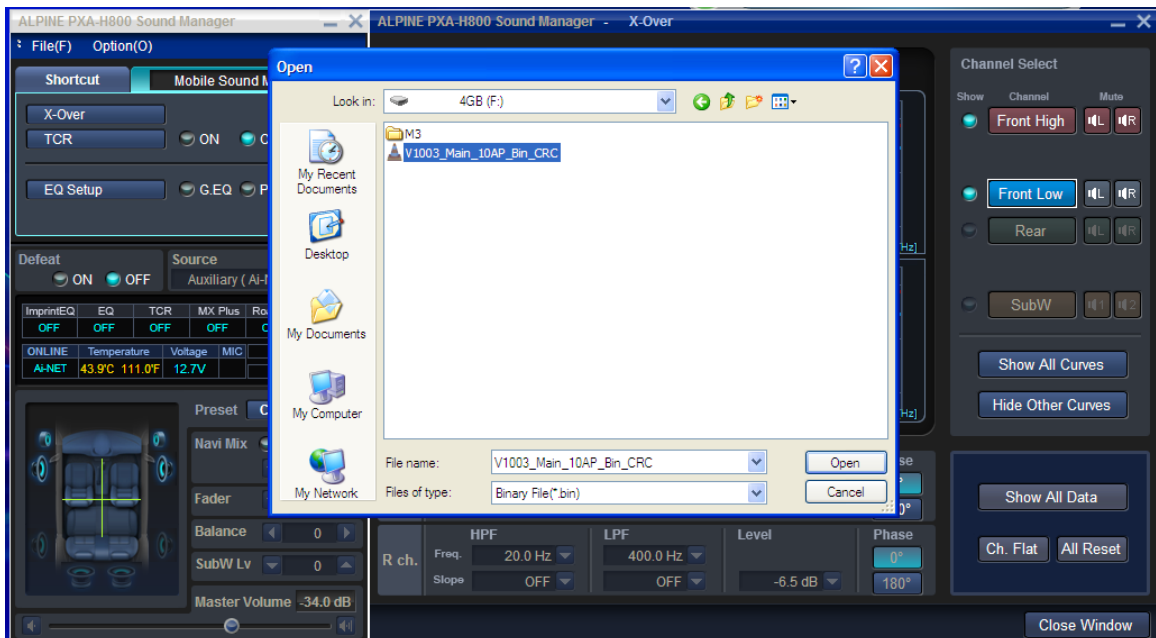 ALPINE PXA-H800 Sound Manager
File(F) Option(O)
Shortcut Mobile Sound M
X-Over
TCR ON
EQ Setup G.EQ P
Defeat
ON OFF
Source
Auxiliary ( Ai-
ImprintEQ EQ TCR MX Plus
OFF OFF OFF OFF
ONLINE Temperature Voltage MIC
Ai-NET 43.9°C 111.0°F 12.7V
Preset
Navi Mix
Fader
Balance 0
SubW Lv 0
Master Volume -34.0 dB
ALPINE PXA-H800 Sound Manager - X-Over
Open
Look in: 4GB (F:)
M3
V1003_Main_10AP_Bin_CRC
My Recent
Documents
Desktop
My Documents
My Computer
My Network
File name: V1003_Main_10AP_Bin_CRC Open
Files of type: Binary File(*.bin) Cancel
Hz]
Hz]
se
0°
HPF LPF Level Phase
R ch. Freq. 20.0 Hz 400.0 Hz 0°
Slope OFF OFF -6.5 dB 180°
Channel Select
Show Channel Mute
Front High L R
Front Low L R
Rear L R
SubW 1 2
Show All Curves
Hide Other Curves
Show All Data
Ch. Flat All Reset
Close Window